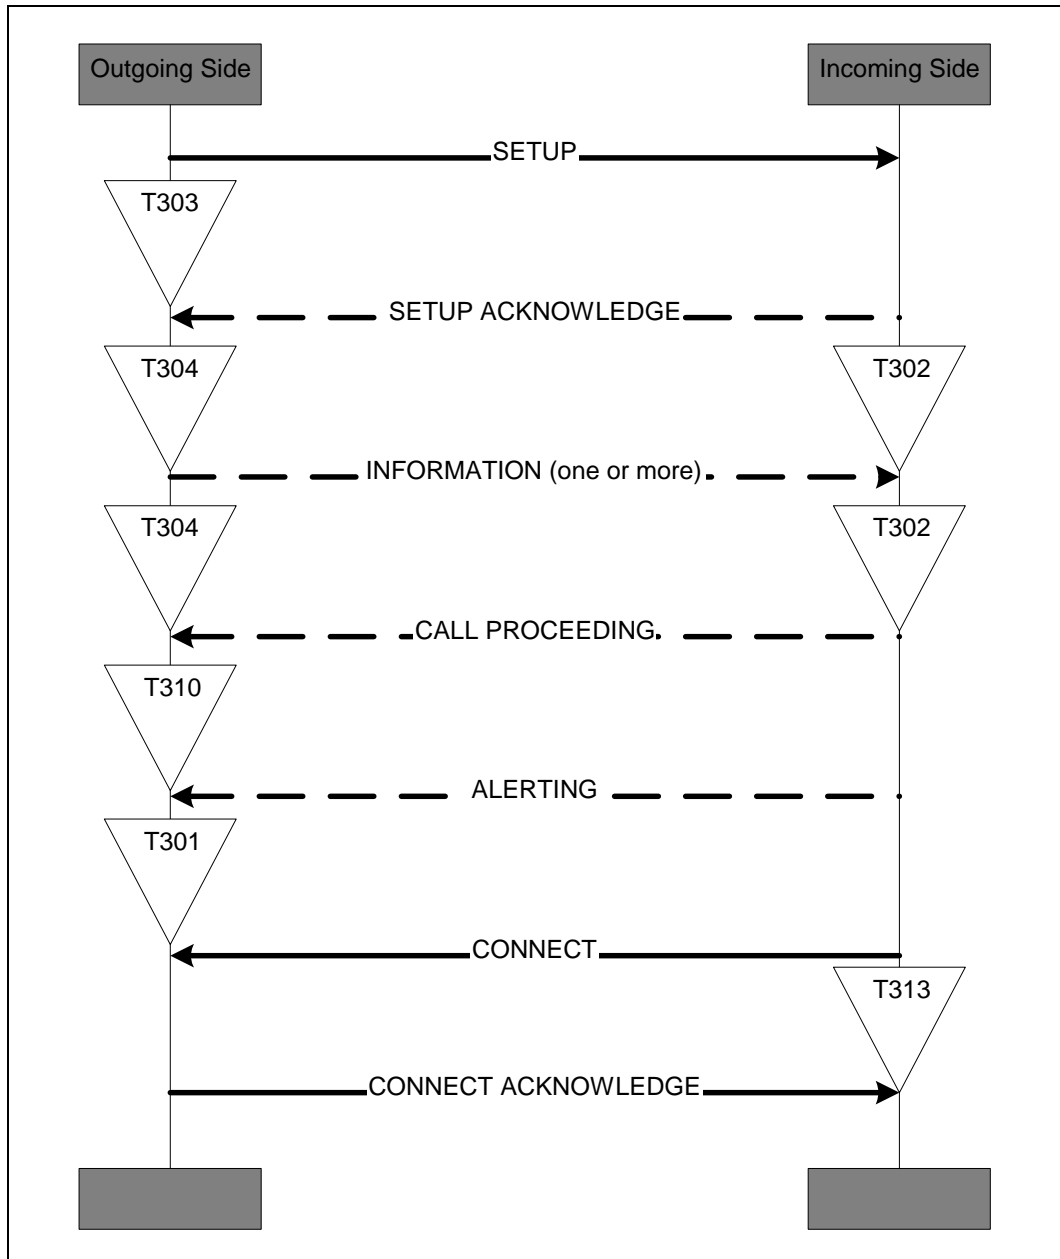 Outgoing Side
Incoming Side
SETUP
T303
SETUP ACKNOWLEDGE
T304
T302
INFORMATION (one or more)
T304
T302
CALL PROCEEDING
T310
ALERTING
T301
CONNECT
T313
CONNECT ACKNOWLEDGE